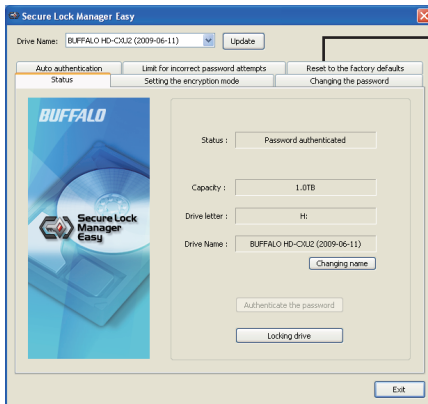 Secure Lock Manager Easy
Drive Name: BUFFALO HD-CXU2 (2009-06-11) Update
Auto authentication Limit for incorrect password attempts Reset to the factory defaults
Status Setting the encryption mode Changing the password
BUFFALO
Status : Password authenticated
Capacity : 1.0TB
Secure Lock
Manager
Easy
Drive letter : H:
Drive Name : BUFFALO HD-CXU2 (2009-06-11)
Changing name
Authenticate the password
Locking drive
Exit